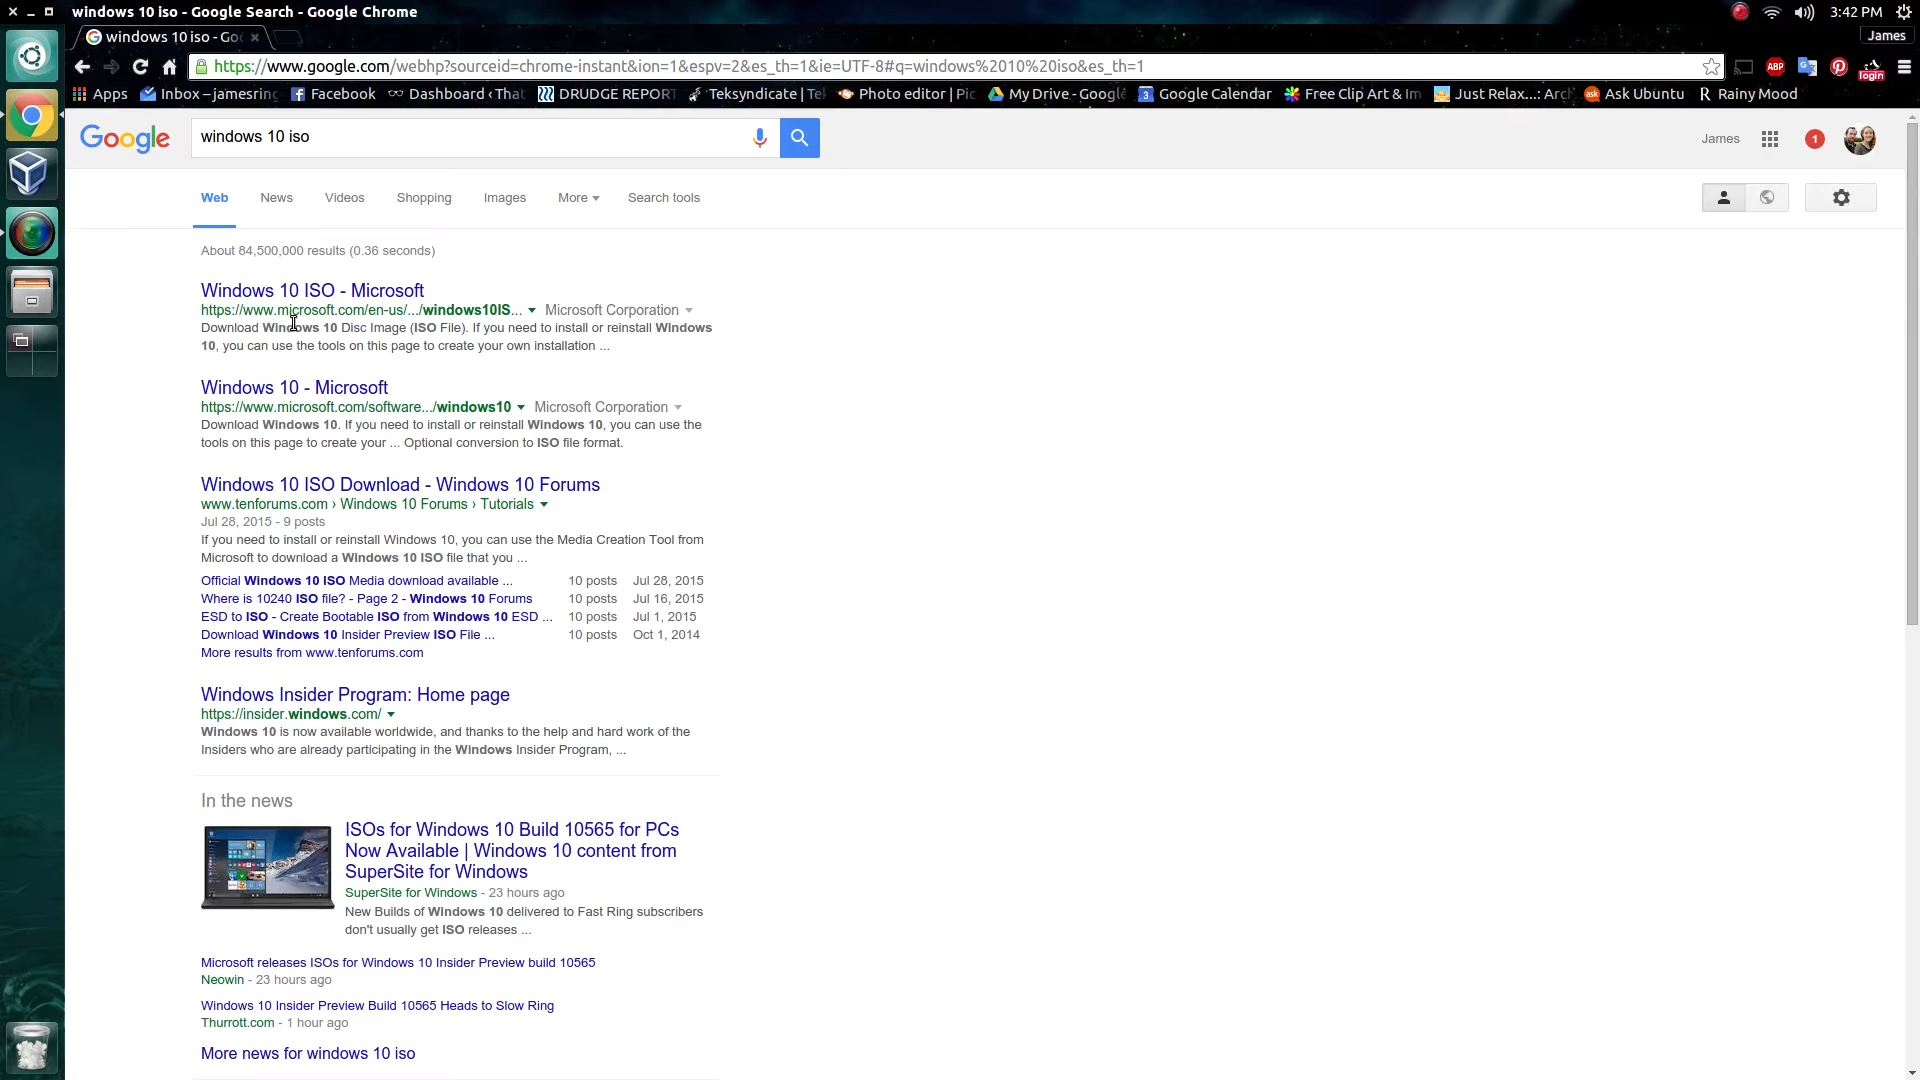 windows 10 iso - Google Search - Google Chrome
3:42 PM
windows 10 iso - Goo
James
https://www.google.com/webhp?sourceid=chrome-instant&ion=1&espv=2&es_th=1&ie=UTF-8#q=windows%2010%20iso&es_th=1
ABP
login
Apps
Inbox – jamesring
Facebook
Dashboard ‹ That
DRUDGE REPORT
Teksyndicate | Te
Photo editor | Pic
My Drive - Google
3
Google Calendar
Free Clip Art & Im
Just Relax...: Arch
ask
Ask Ubuntu
R
Rainy Mood
Google
windows 10 iso
James
1
Web
News
Videos
Shopping
Images
More
Search tools
About 84,500,000 results (0.36 seconds)
Windows 10 ISO - Microsoft
https://www.microsoft.com/en-us/.../windows10IS... Microsoft Corporation
Download Windows 10 Disc Image (ISO File). If you need to install or reinstall Windows
10, you can use the tools on this page to create your own installation ...
Windows 10 - Microsoft
https://www.microsoft.com/software.../windows10 Microsoft Corporation
Download Windows 10. If you need to install or reinstall Windows 10, you can use the
tools on this page to create your ... Optional conversion to ISO file format.
Windows 10 ISO Download - Windows 10 Forums
www.tenforums.com › Windows 10 Forums › Tutorials
Jul 28, 2015 - 9 posts
If you need to install or reinstall Windows 10, you can use the Media Creation Tool from
Microsoft to download a Windows 10 ISO file that you ...
Official Windows 10 ISO Media download available ... 10 posts Jul 28, 2015
Where is 10240 ISO file? - Page 2 - Windows 10 Forums 10 posts Jul 16, 2015
ESD to ISO - Create Bootable ISO from Windows 10 ESD ... 10 posts Jul 1, 2015
Download Windows 10 Insider Preview ISO File ... 10 posts Oct 1, 2014
More results from www.tenforums.com
Windows Insider Program: Home page
https://insider.windows.com/
Windows 10 is now available worldwide, and thanks to the help and hard work of the
Insiders who are already participating in the Windows Insider Program, ...
In the news
ISOs for Windows 10 Build 10565 for PCs
Now Available | Windows 10 content from
SuperSite for Windows
SuperSite for Windows - 23 hours ago
New Builds of Windows 10 delivered to Fast Ring subscribers
don't usually get ISO releases ...
Microsoft releases ISOs for Windows 10 Insider Preview build 10565
Neowin - 23 hours ago
Windows 10 Insider Preview Build 10565 Heads to Slow Ring
Thurrott.com - 1 hour ago
More news for windows 10 iso